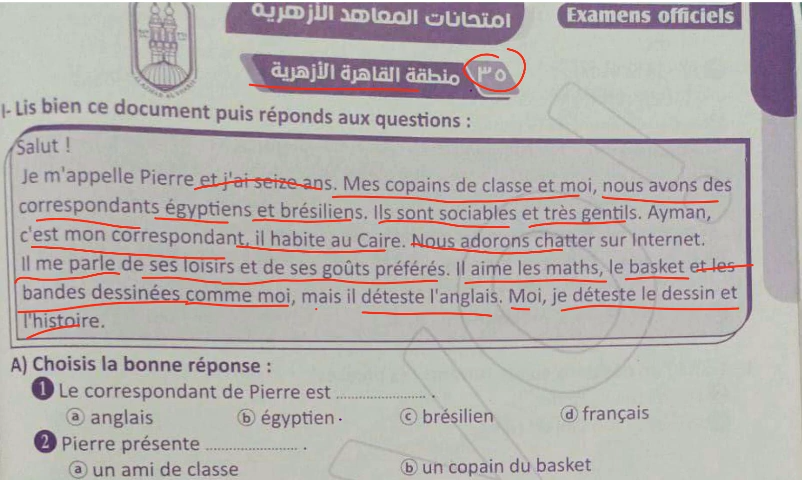 امتحانات المعاهد الأزهرية
Examens officiels
٣٥ منطقة القاهرة الأزهرية
I- Lis bien ce document puis réponds aux questions :
Salut !
Je m'appelle Pierre et j'ai seize ans. Mes copains de classe et moi, nous avons des
correspondants égyptiens et brésiliens. Ils sont sociables et très gentils. Ayman,
c'est mon correspondant, il habite au Caire. Nous adorons chatter sur Internet.
Il me parle de ses loisirs et de ses goûts préférés. Il aime les maths, le basket et les
bandes dessinées comme moi, mais il déteste l'anglais. Moi, je déteste le dessin et
l'histoire.
A) Choisis la bonne réponse :
1 Le correspondant de Pierre est ...................... .
a anglais b égyptien · c brésilien d français
2 Pierre présente ....................... .
a un ami de classe b un copain du basket